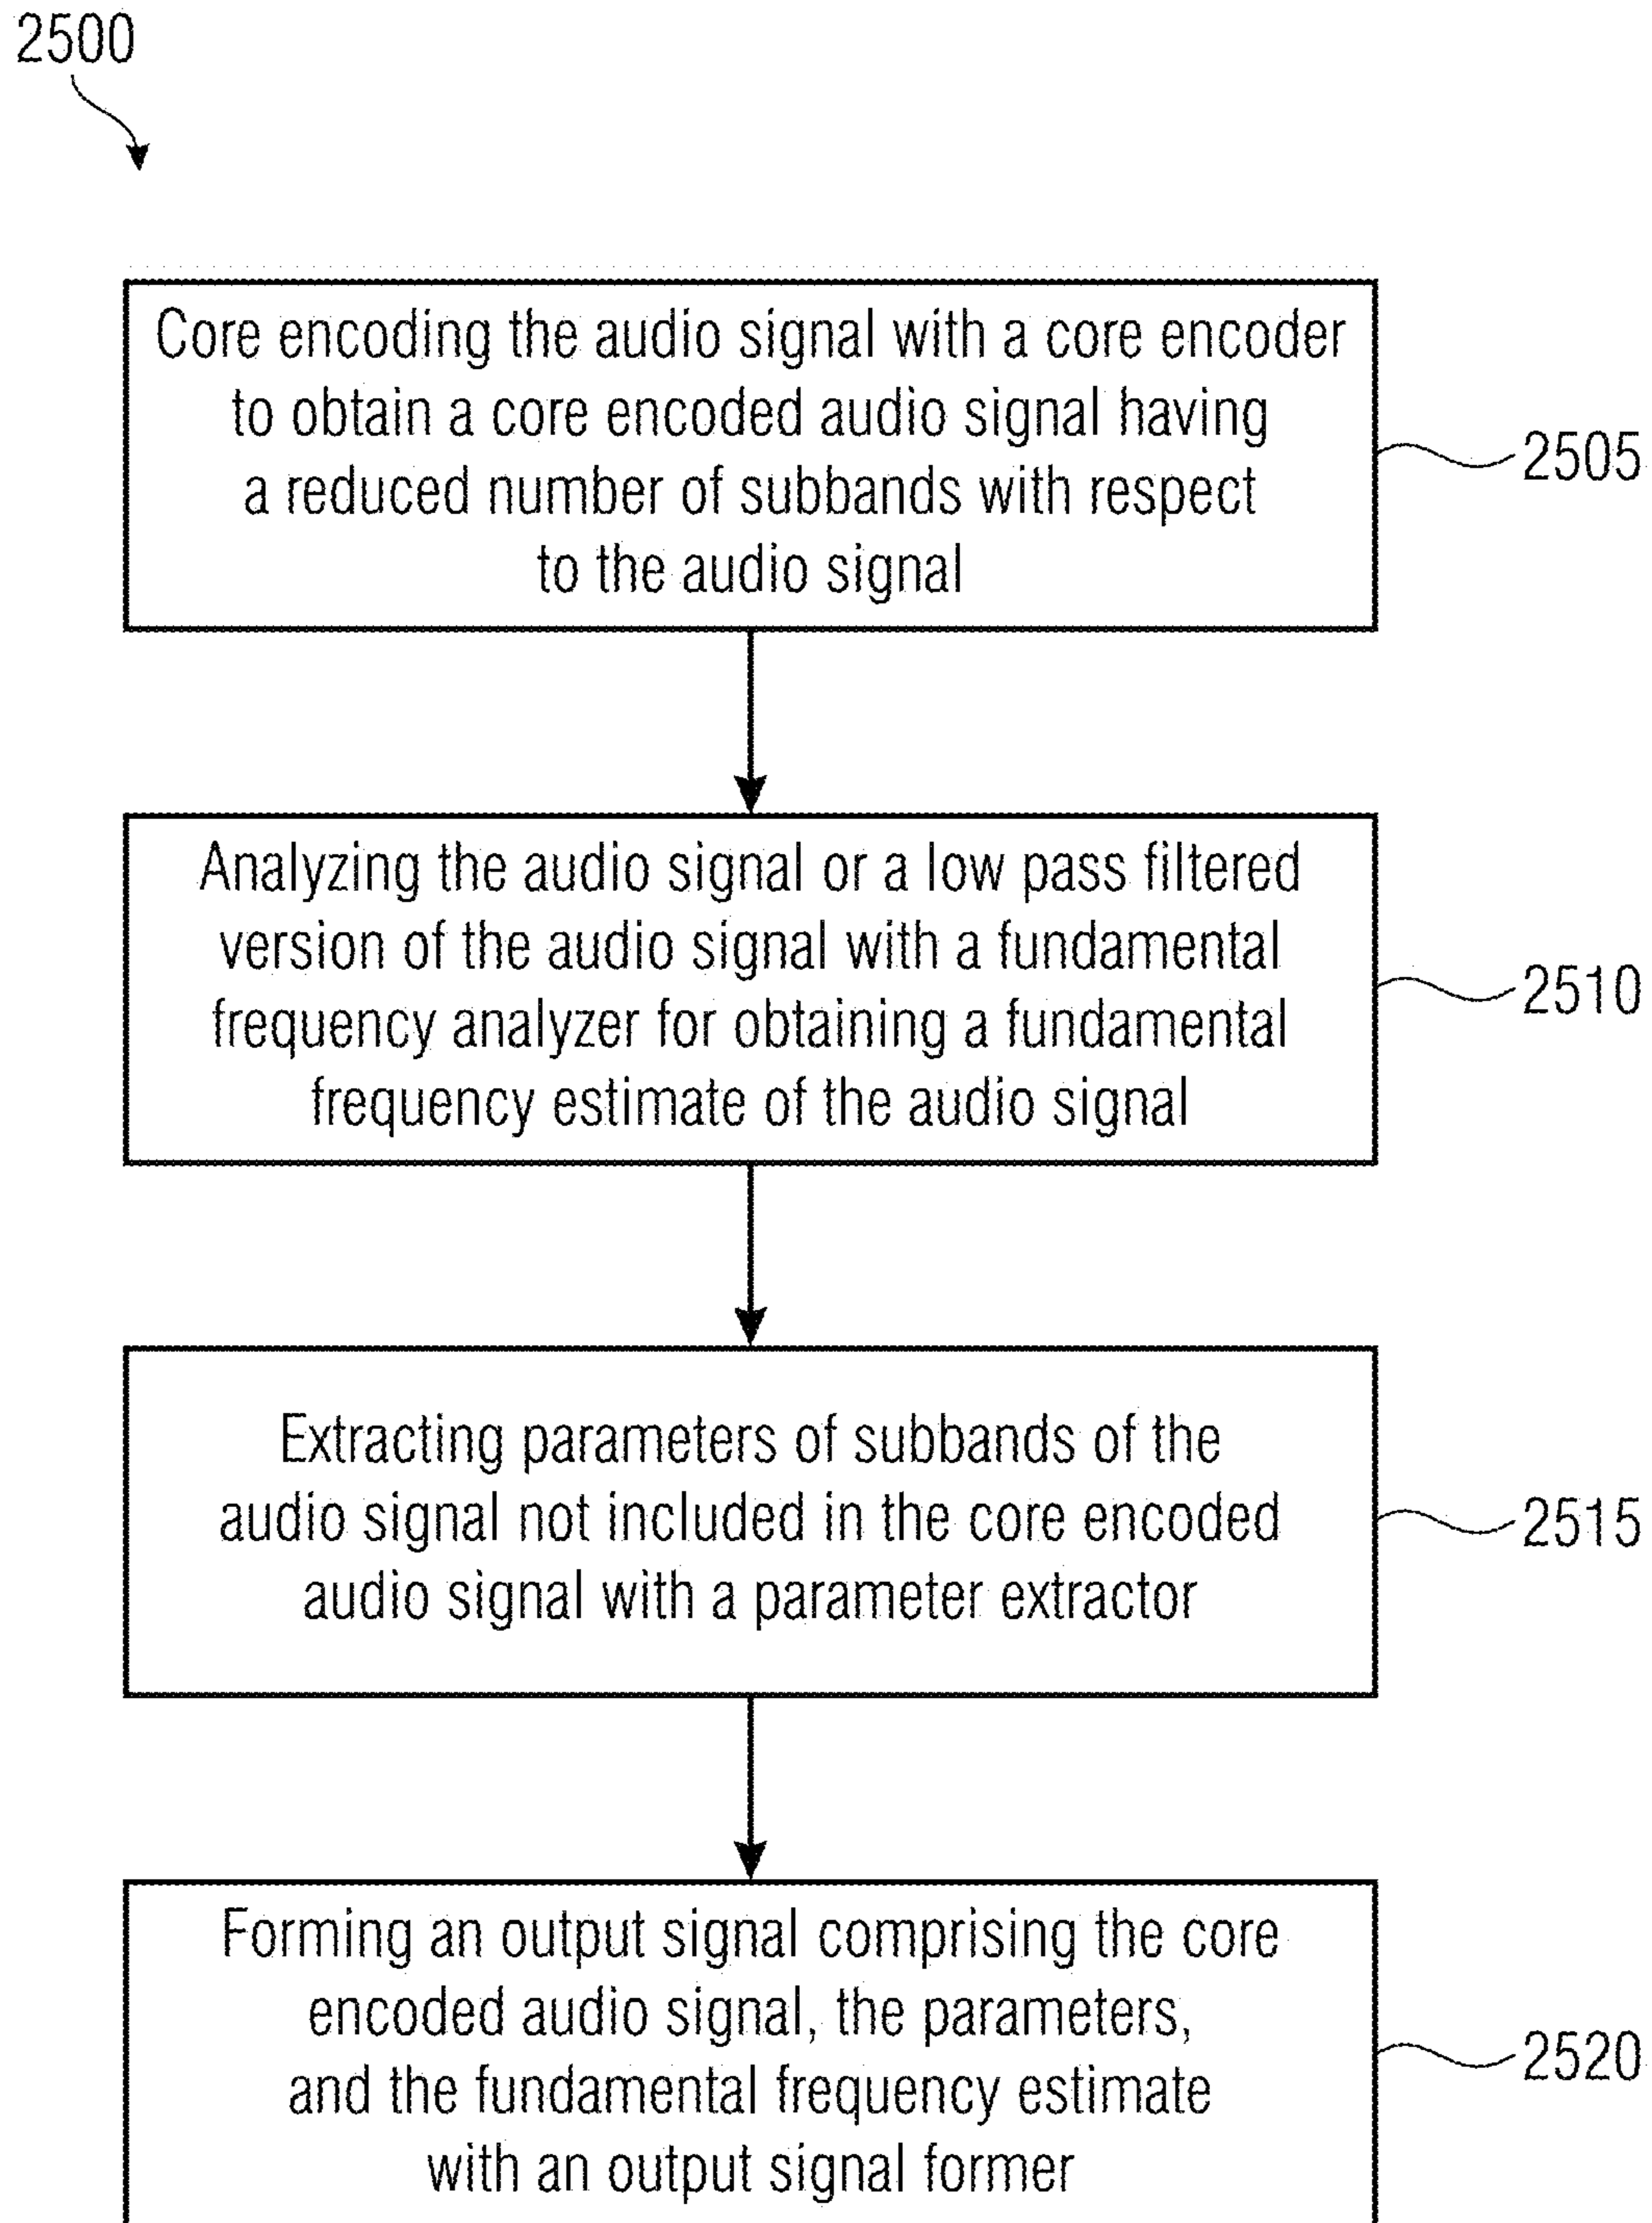 2500
Core encoding the audio signal with a core encoder
to obtain a core encoded audio signal having
a reduced number of subbands with respect
to the audio signal
2505
Analyzing the audio signal or a low pass filtered
version of the audio signal with a fundamental
frequency analyzer for obtaining a fundamental
frequency estimate of the audio signal
2510
Extracting parameters of subbands of the
audio signal not included in the core encoded
audio signal with a parameter extractor
2515
Forming an output signal comprising the core
encoded audio signal, the parameters,
and the fundamental frequency estimate
with an output signal former
2520